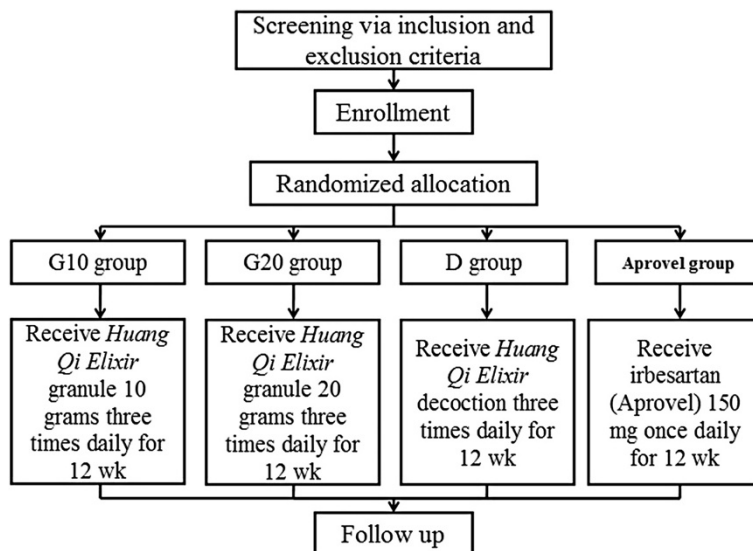 Screening via inclusion and
exclusion criteria
Enrollment
Randomized allocation
G10 group
G20 group
D group
Aprovel group
Receive Huang
Qi Elixir
granule 10
grams three
times daily for
12 wk
Receive Huang
Qi Elixir
granule 20
grams three
times daily for
12 wk
Receive Huang
Qi Elixir
decoction three
times daily for
12 wk
Receive
irbesartan
(Aprovel) 150
mg once daily
for 12 wk
Follow up